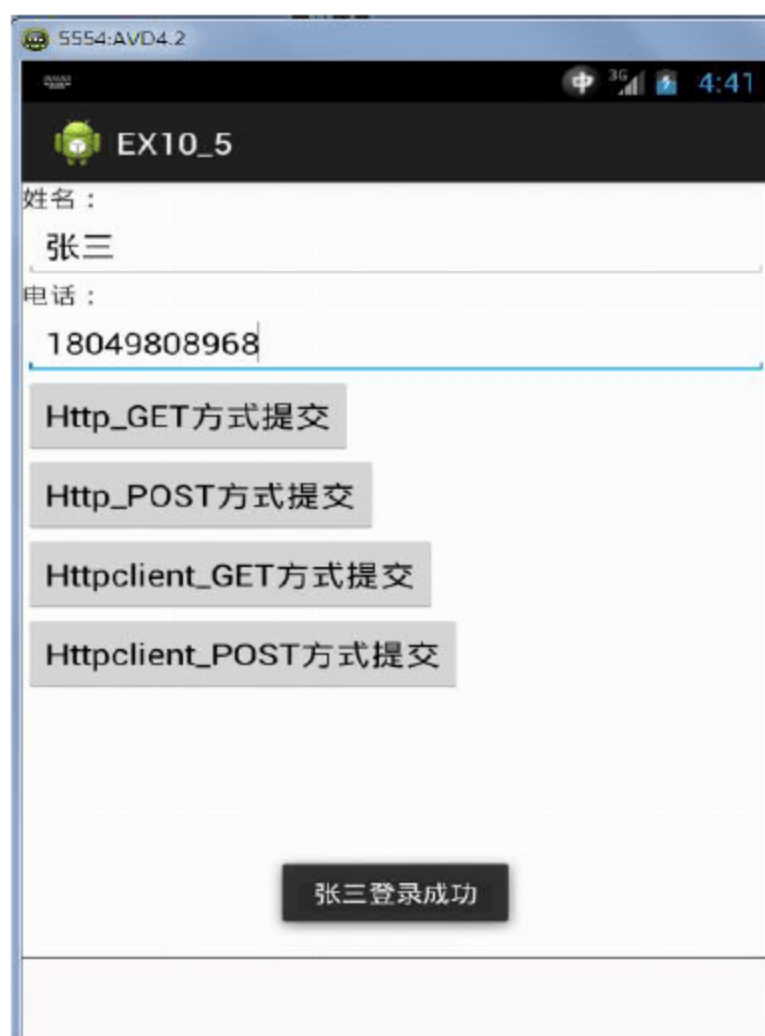 5554:AVD4.2
中 3G 4:41
EX10_5
姓名：
张三
电话：
18049808968
Http_GET方式提交
Http_POST方式提交
Httpclient_GET方式提交
Httpclient_POST方式提交
张三登录成功